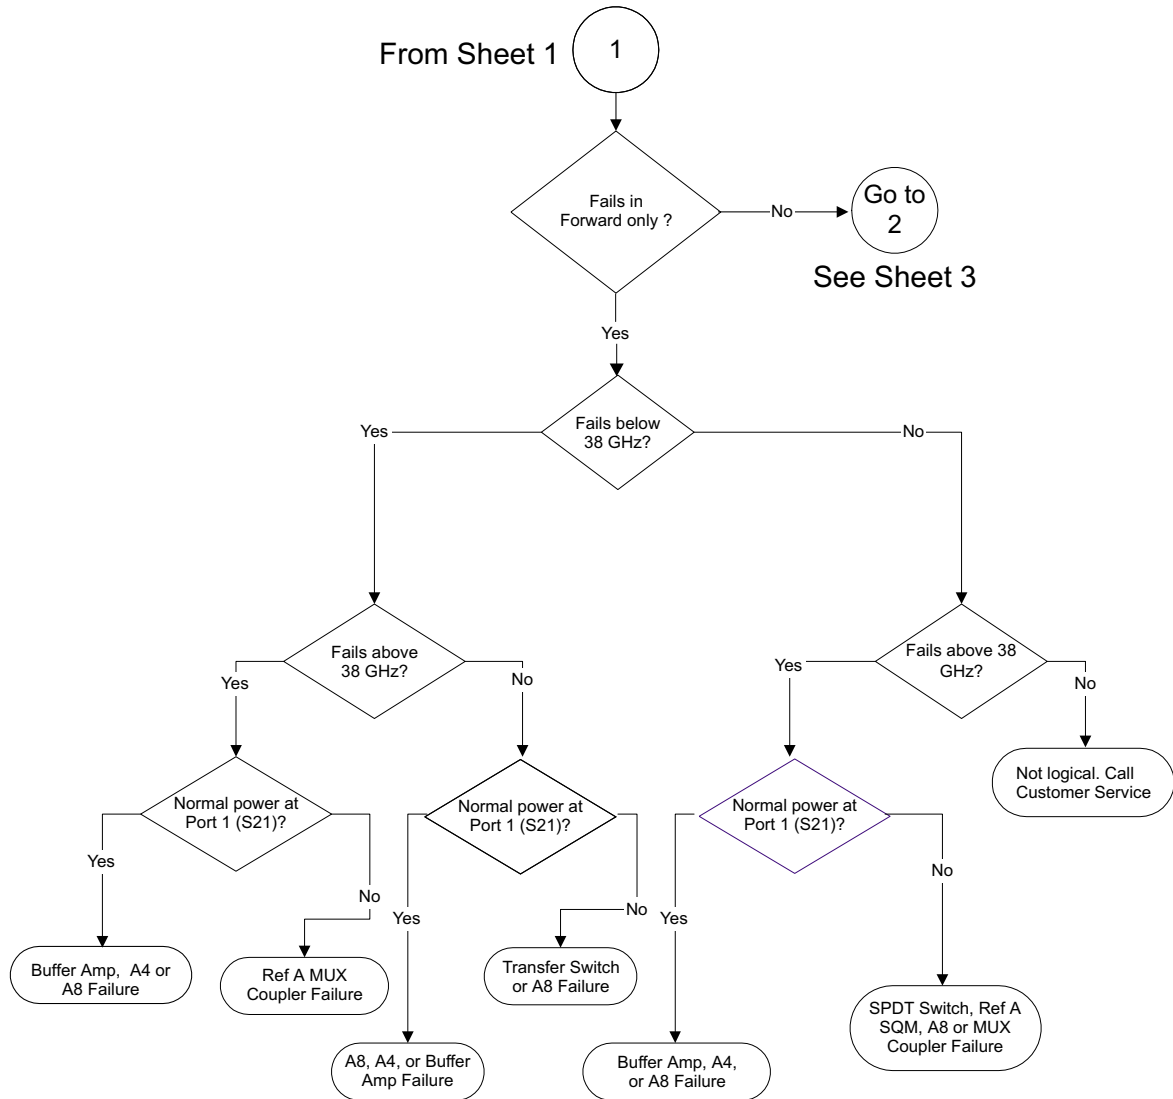 From Sheet 1
1
Fails in
Forward only ?
No
Go to
2
See Sheet 3
Yes
Fails below
38 GHz?
Yes
No
Fails above
38 GHz?
Yes
No
Fails above 38
GHz?
Yes
No
Not logical. Call
Customer Service
Normal power at
Port 1 (S21)?
Yes
No
Normal power at
Port 1 (S21)?
Yes
No
Normal power at
Port 1 (S21)?
Yes
No
Buffer Amp, A4 or
A8 Failure
Ref A MUX
Coupler Failure
A8, A4, or Buffer
Amp Failure
Transfer Switch
or A8 Failure
Buffer Amp, A4,
or A8 Failure
SPDT Switch, Ref A
SQM, A8 or MUX
Coupler Failure